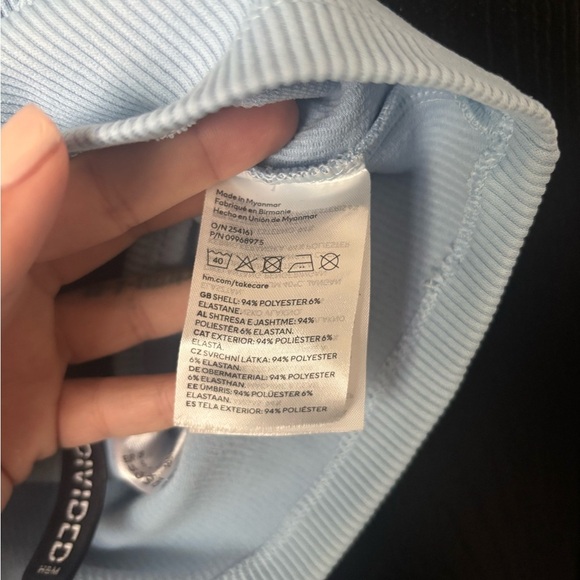 Made in Myanmar
Fabriqué en Birmanie
Hecho en Unión de Myanmar
O/N 254161
P/N 09968975
40
hm.com/takecare
GB SHELL: 94% POLYESTER 6%
ELASTANE.
AL SHTRESA E JASHTME: 94%
POLIESTËR 6% ELASTAN.
CAT EXTERIOR: 94% POLIÈSTER 6%
ELASTÀ.
CZ SVRCHNÍ LÁTKA: 94% POLYESTER
6% ELASTAN.
DE OBERMATERIAL: 94% POLYESTER
6% ELASTHAN.
EE ÜMBRIS: 94% POLÜESTER 6%
ELASTAAN.
ES TELA EXTERIOR: 94% POLIÉSTER
DIVIDED
H&M